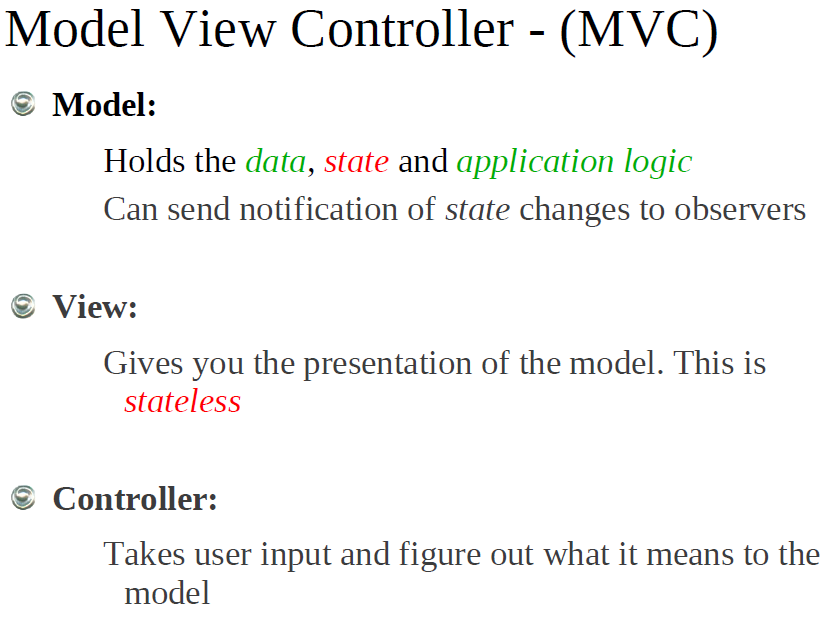 Model View Controller - (MVC)
Model:
Holds the data, state and application logic
Can send notification of state changes to observers
View:
Gives you the presentation of the model. This is
stateless
Controller:
Takes user input and figure out what it means to the
model